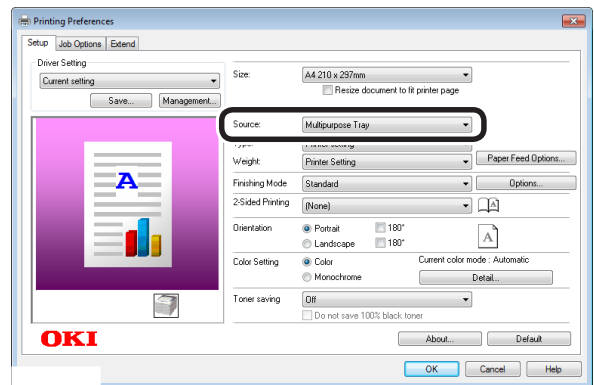 Printing Preferences
Setup Job Options Extend
Driver Setting
Current setting
Save... Management...
Size: A4 210 x 297mm
Resize document to fit printer page
Source: Multipurpose Tray
Weight: Printer Setting Paper Feed Options...
Finishing Mode Standard Options...
2-Sided Printing (None)
Orientation Portrait 180°
Landscape 180°
Color Setting Color Current color mode : Automatic
Monochrome Detail...
Toner saving Off
Do not save 100% black toner
A
A
A
OKI
About... Default
OK Cancel Help